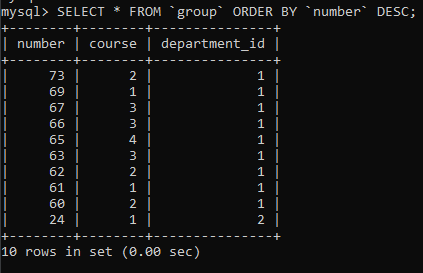 mysql> SELECT * FROM `group` ORDER BY `number` DESC;
+--------+--------+---------------+
| number | course | department_id |
+--------+--------+---------------+
|     73 |      2 |             1 |
|     69 |      1 |             1 |
|     67 |      3 |             1 |
|     66 |      3 |             1 |
|     65 |      4 |             1 |
|     63 |      3 |             1 |
|     62 |      2 |             1 |
|     61 |      1 |             1 |
|     60 |      2 |             1 |
|     24 |      1 |             2 |
+--------+--------+---------------+
10 rows in set (0.00 sec)